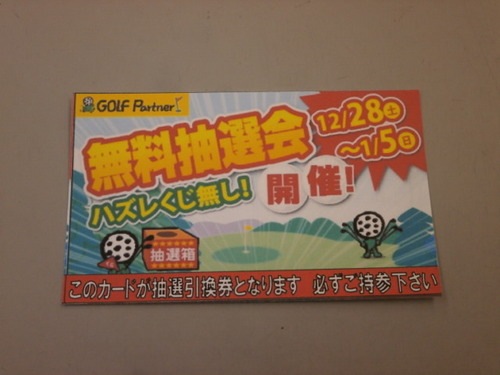 GOLF Partner
無料抽選会
12/28土
～1/5日
ハズレくじ無し!
開催!
抽選箱
このカードが抽選引換券となります 必ずご持参下さい